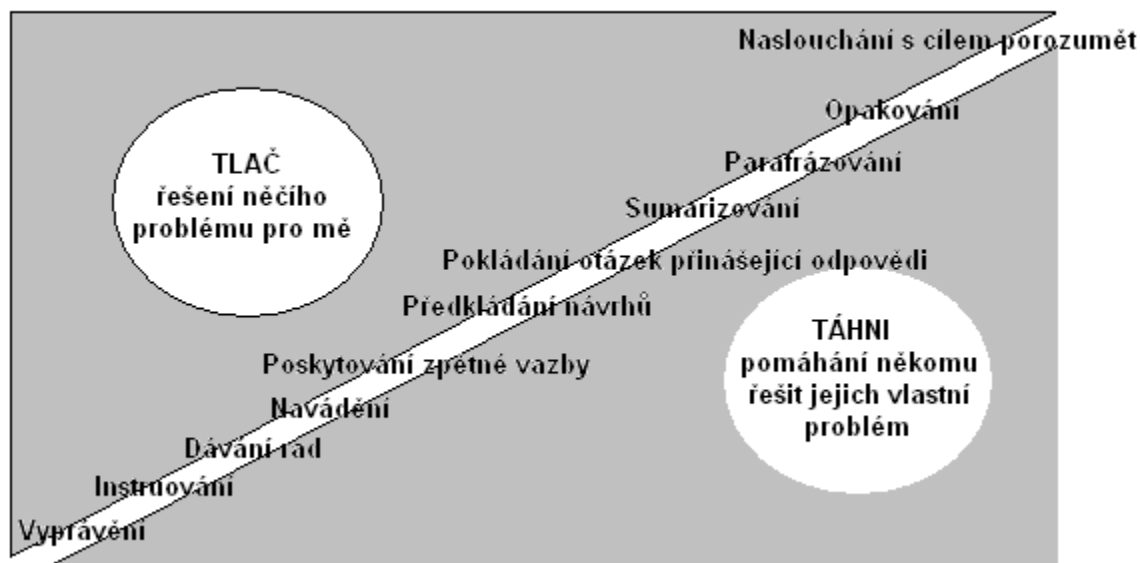 Naslouchání s cílem porozumět
Opakování
Parafrázování
Sumarizování
Pokládání otázek přinášející odpovědi
Předkládání návrhů
Poskytování zpětné vazby
Navádění
Dávání rad
Instruování
Vyprávění
TLAČ
řešení něčího
problému pro mě
TÁHNI
pomáhání někomu
řešit jejich vlastní
problém